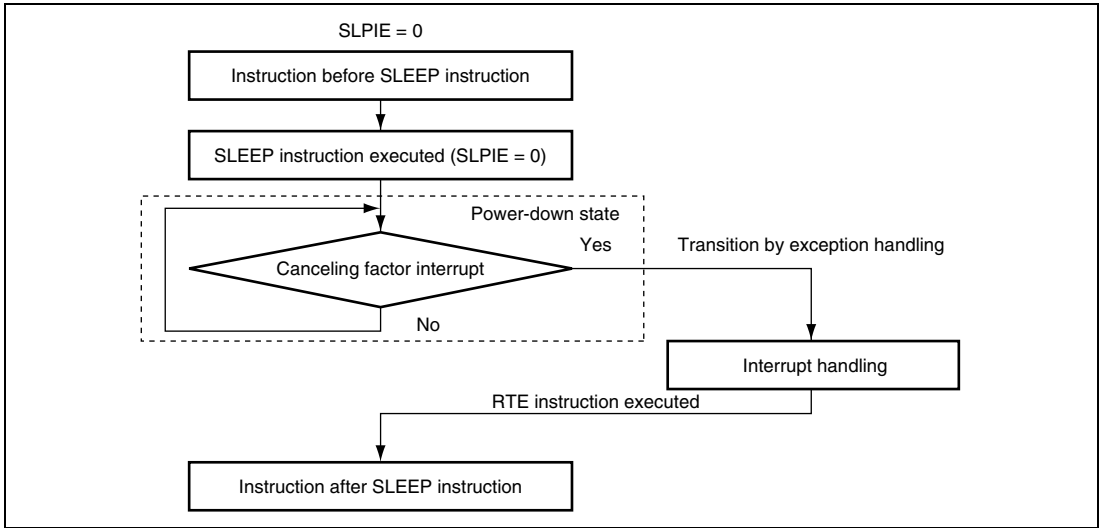 SLPIE = 0
Instruction before SLEEP instruction
SLEEP instruction executed (SLPIE = 0)
Power-down state
Yes
Transition by exception handling
Canceling factor interrupt
No
Interrupt handling
RTE instruction executed
Instruction after SLEEP instruction